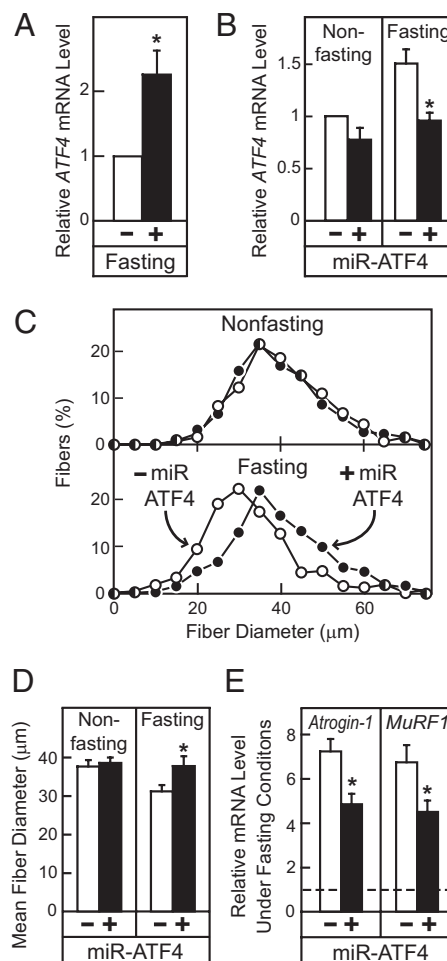 A
Relative ATF4 mRNA Level
2
1
0
*
− +
Fasting
B
Relative ATF4 mRNA Level
1.5
1
0.5
0
Non-
fasting
Fasting
*
− + − +
miR-ATF4
C
Nonfasting
Fibers (%)
20
10
0
Fasting
− miR
ATF4
+ miR
ATF4
20
10
0
0 20 40 60
Fiber Diameter (μm)
D
Mean Fiber Diameter (μm)
40
30
20
10
0
Non-
fasting
Fasting
*
− + − +
miR-ATF4
E
Relative mRNA Level
Under Fasting Conditons
8
6
4
2
0
Atrogin-1 MuRF1
* *
− + − +
miR-ATF4